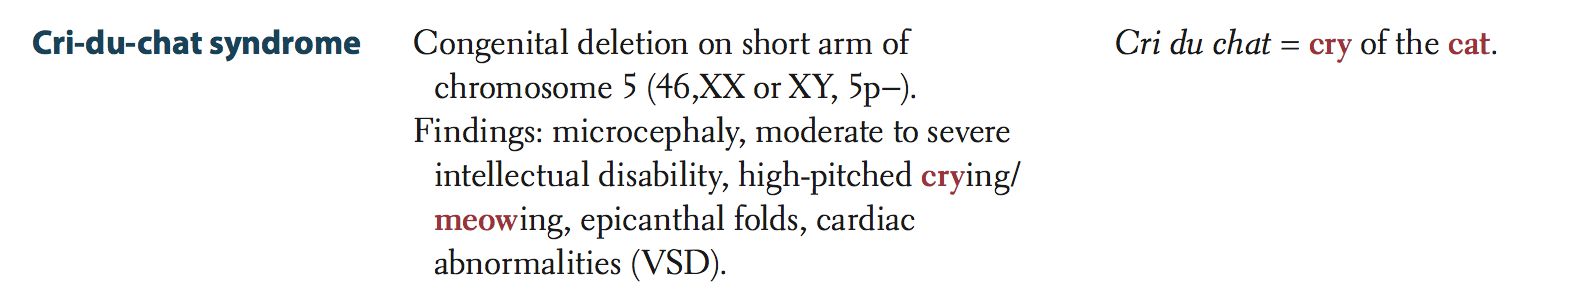 Cri-du-chat syndrome
Congenital deletion on short arm of
chromosome 5 (46,XX or XY, 5p−).
Findings: microcephaly, moderate to severe
intellectual disability, high-pitched crying/
meowing, epicanthal folds, cardiac
abnormalities (VSD).
Cri du chat = cry of the cat.